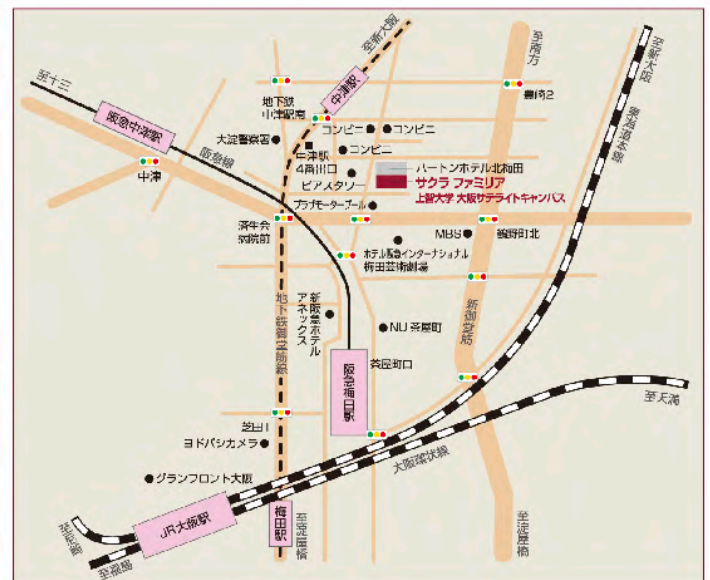 至新大阪
至南方
至新大阪
中津駅
至十三
地下鉄
中津駅南
豊崎2
東海道本線
阪急中津駅
コンビニ
コンビニ
大淀警察署
阪急線
中津駅
4番出口
コンビニ
中津
ハートンホテル北梅田
ピアスタワー
サクラ ファミリア
上智大学 大阪サテライトキャンパス
プラザモータープール
済生会
病院前
MBS
鶴野町北
ホテル阪急インターナショナル
梅田芸術劇場
地下鉄御堂筋線
新阪急ホテル
アネックス
新御堂筋
NU 茶屋町
阪急梅田駅
茶屋町口
至天満
芝田1
ヨドバシカメラ
大阪環状線
グランフロント大阪
JR大阪駅
梅田駅
至淀屋橋
至淀屋橋
至福島